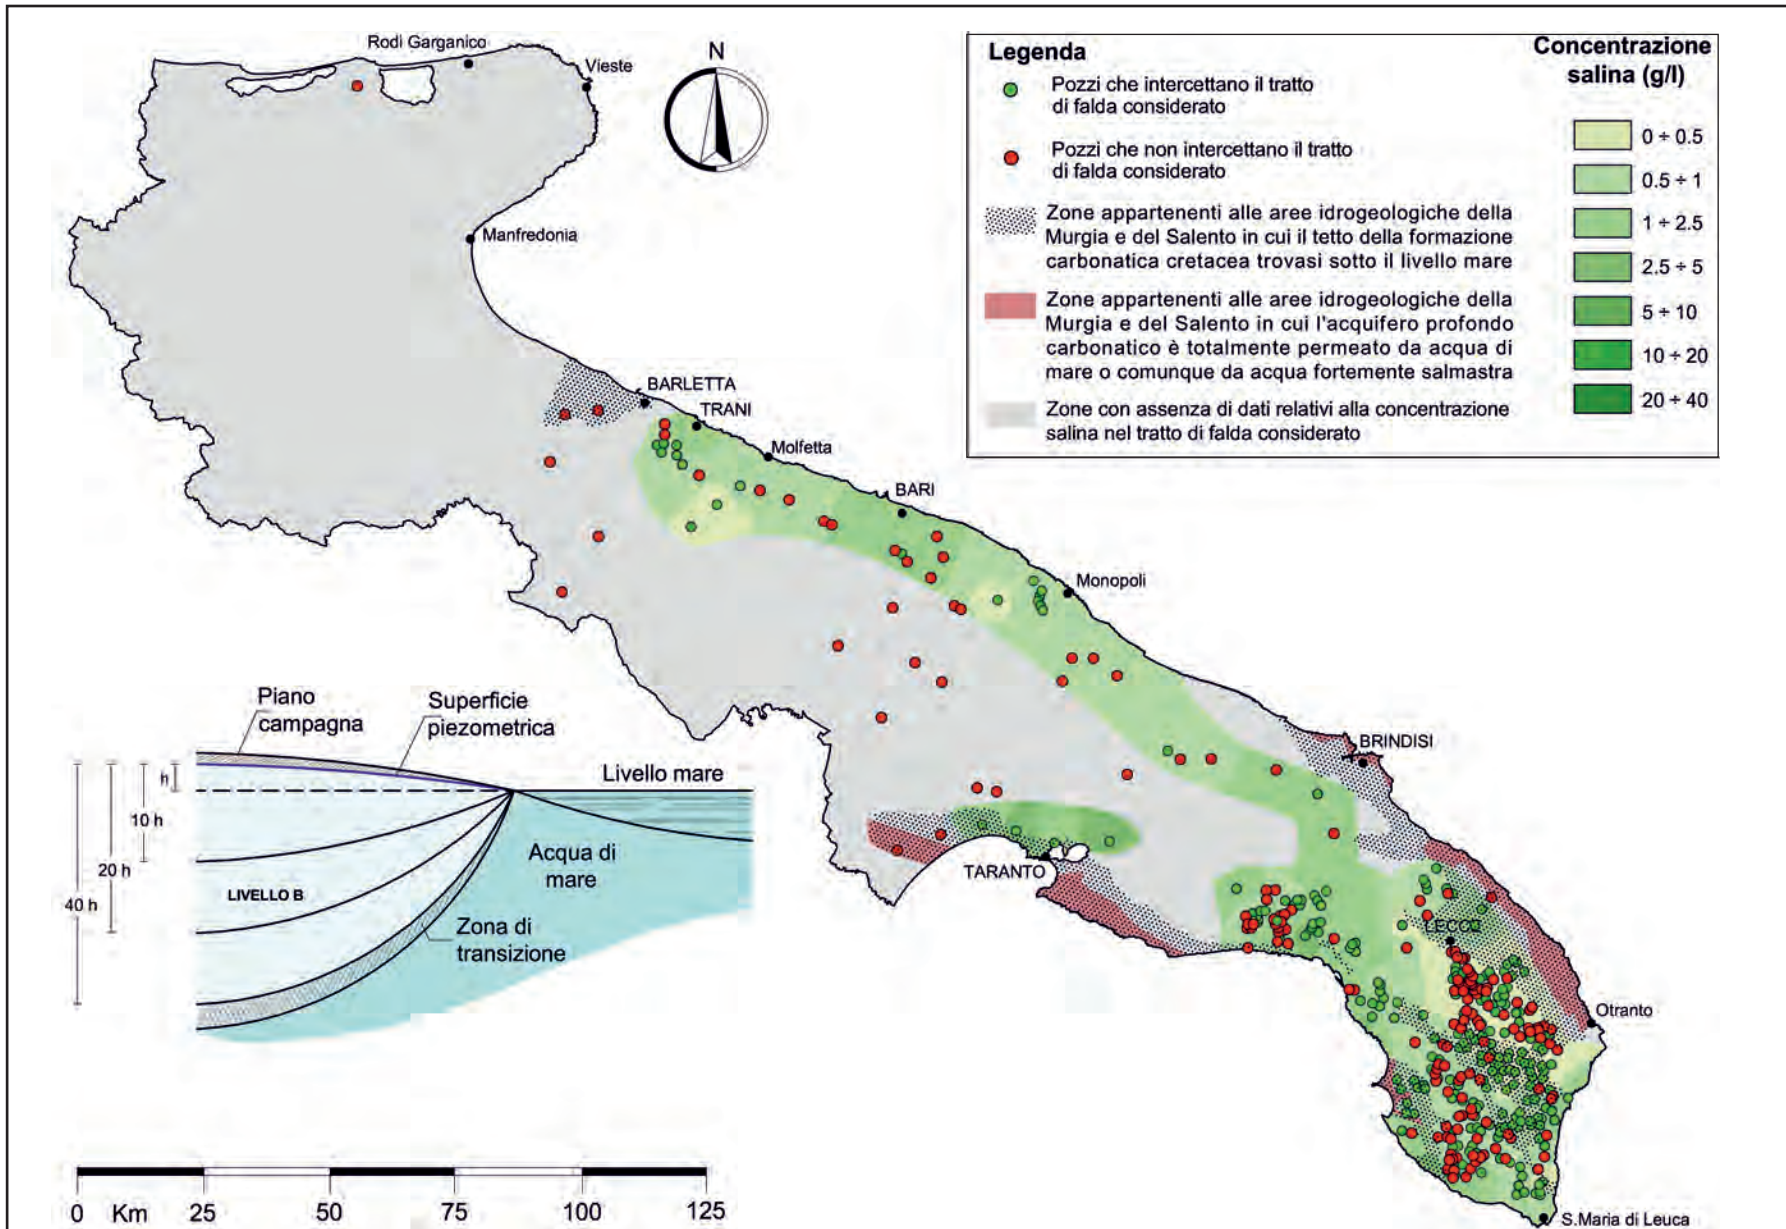 Rodi Garganico
Vieste
N
Manfredonia
BARLETTA
TRANI
Molfetta
BARI
Monopoli
BRINDISI
TARANTO
LECCE
Otranto
S.Maria di Leuca
Legenda
Pozzi che intercettano il tratto
di falda considerato
Pozzi che non intercettano il tratto
di falda considerato
Zone appartenenti alle aree idrogeologiche della
Murgia e del Salento in cui il tetto della formazione
carbonatica cretacea trovasi sotto il livello mare
Zone appartenenti alle aree idrogeologiche della
Murgia e del Salento in cui l'acquifero profondo
carbonatico è totalmente permeato da acqua di
mare o comunque da acqua fortemente salmastra
Zone con assenza di dati relativi alla concentrazione
salina nel tratto di falda considerato
Concentrazione
salina (g/l)
0 ÷ 0.5
0.5 ÷ 1
1 ÷ 2.5
2.5 ÷ 5
5 ÷ 10
10 ÷ 20
20 ÷ 40
Piano
campagna
Superficie
piezometrica
Livello mare
h
10 h
20 h
40 h
LIVELLO B
Acqua di
mare
Zona di
transizione
0 Km 25 50 75 100 125